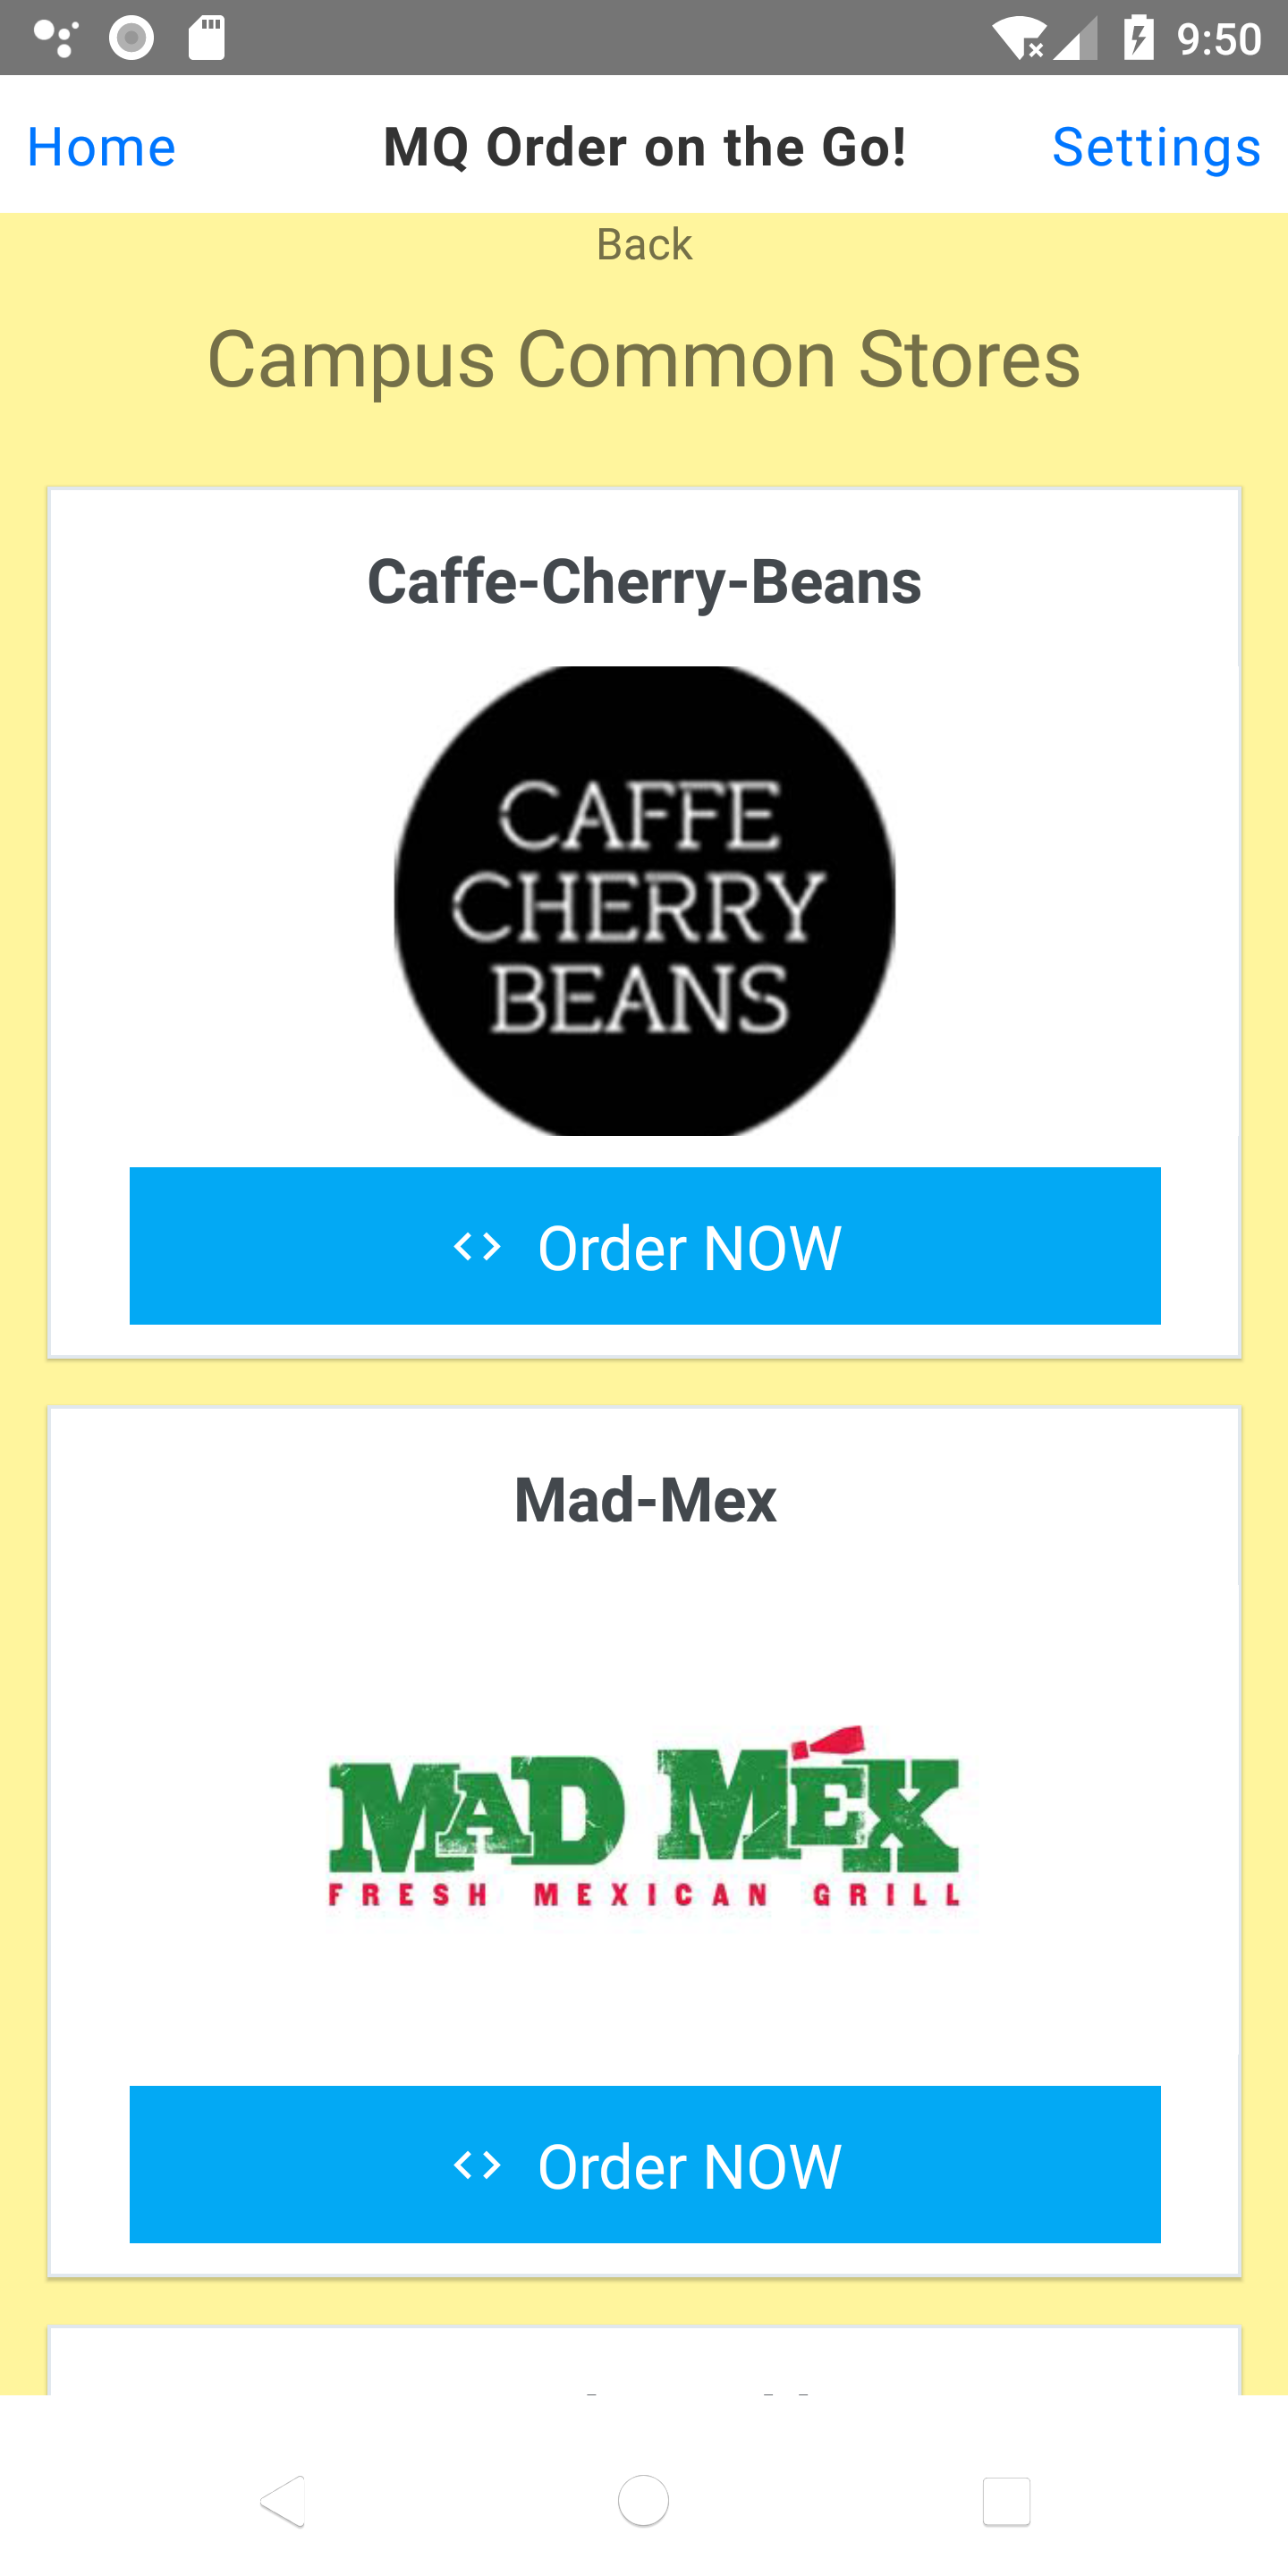 9:50
Home MQ Order on the Go! Settings
Back
Campus Common Stores
Caffe-Cherry-Beans
CAFFE
CHERRY
BEANS
Order NOW
Mad-Mex
MAD MEX
FRESH MEXICAN GRILL
Order NOW